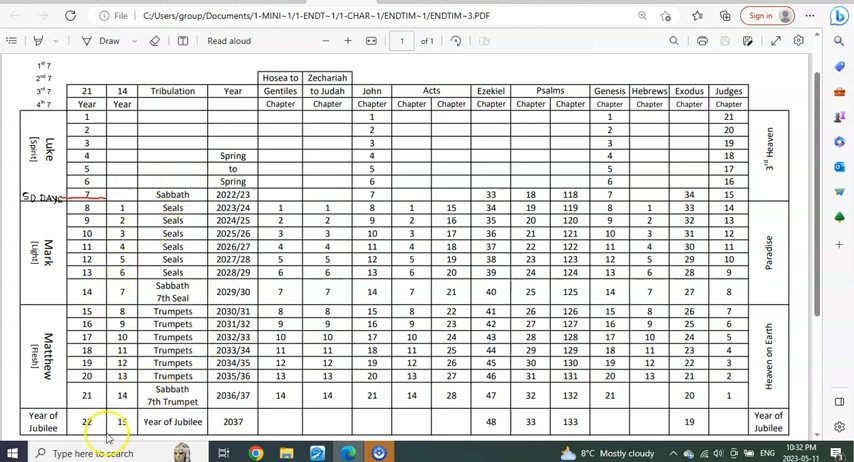 File C:/Users/group/Documents/1-MINI~1/1-ENDT~1/1-CHAR~1/ENDTIM~1/ENDTIM~3.PDF Sign in
Draw Read aloud 1 of 1
1st 7
2nd 7 Hosea to Zechariah
3rd 7 21 14 Tribulation Year Gentiles to Judah John Acts Ezekiel Psalms Genesis Hebrews Exodus Judges
4th 7 Year Year Chapter Chapter Chapter Chapter Chapter Chapter Chapter Chapter Chapter Chapter Chapter Chapter
Luke [Spirit] 3rd Heaven
1 1 1 21
2 2 2 20
3 3 3 19
4 Spring 4 4 18
5 to 5 5 17
6 Spring 6 6 16
50 DAYS 7 Sabbath 2022/23 7 33 18 118 7 34 15
Mark [Light] Paradise
8 1 Seals 2023/24 1 1 8 1 15 34 19 119 8 1 33 14
9 2 Seals 2024/25 2 2 9 2 16 35 20 120 9 2 32 13
10 3 Seals 2025/26 3 3 10 3 17 36 21 121 10 3 31 12
11 4 Seals 2026/27 4 4 11 4 18 37 22 122 11 4 30 11
12 5 Seals 2027/28 5 5 12 5 19 38 23 123 12 5 29 10
13 6 Seals 2028/29 6 6 13 6 20 39 24 124 13 6 28 9
14 7 Sabbath 7th Seal 2029/30 7 7 14 7 21 40 25 125 14 7 27 8
Matthew [Flesh] Heaven on Earth
15 8 Trumpets 2030/31 8 8 15 8 22 41 26 126 15 8 26 7
16 9 Trumpets 2031/32 9 9 16 9 23 42 27 127 16 9 25 6
17 10 Trumpets 2032/33 10 10 17 10 24 43 28 128 17 10 24 5
18 11 Trumpets 2033/34 11 11 18 11 25 44 29 129 18 11 23 4
19 12 Trumpets 2034/35 12 12 19 12 26 45 30 130 19 12 22 3
20 13 Trumpets 2035/36 13 13 20 13 27 46 31 131 20 13 21 2
21 14 Sabbath 7th Trumpet 2036/37 14 14 21 14 28 47 32 132 21 20 1
Year of Jubilee 22 15 Year of Jubilee 2037 48 33 133 19 Year of Jubilee
Type here to search 8°C Mostly cloudy ENG 10:32 PM
2023-05-11